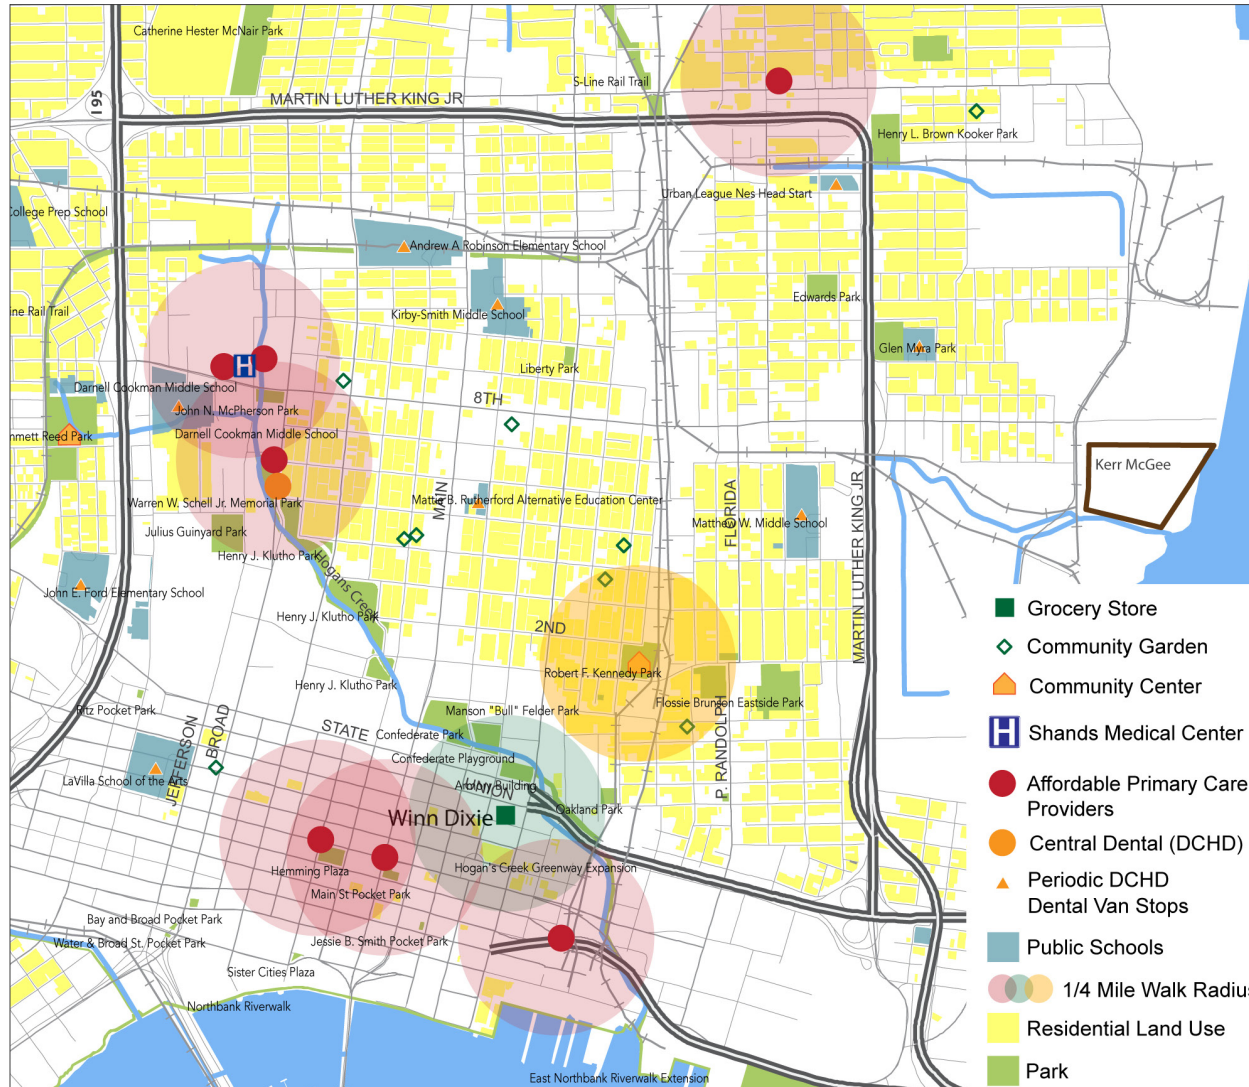 Catherine Hester McNair Park
S-Line Rail Trail
I 95
MARTIN LUTHER KING JR
Henry L. Brown Kooker Park
Urban League Nes Head Start
College Prep School
Andrew A Robinson Elementary School
Edwards Park
ine Rail Trail
Kirby-Smith Middle School
Glen Myra Park
Liberty Park
H
Darnell Cookman Middle School
8TH
John N. McPherson Park
mmett Reed Park
Darnell Cookman Middle School
Kerr McGee
Warren W. Schell Jr. Memorial Park
MAIN
Mattie B. Rutherford Alternative Education Center
FLORIDA
Matthew W. Middle School
MARTIN LUTHER KING JR
Julius Guinyard Park
Henry J. Klutho Park
Hogans Creek
John E. Ford Elementary School
Henry J. Klutho Park
2ND
Robert F. Kennedy Park
Henry J. Klutho Park
Flossie Brunson Eastside Park
Ritz Pocket Park
Manson "Bull" Felder Park
P. RANDOLPH
JEFFERSON
BROAD
STATE
Confederate Park
Confederate Playground
LaVilla School of the Arts
UNION
Armory Building
Oakland Park
Winn Dixie
Hemming Plaza
Hogan's Creek Greenway Expansion
Main St Pocket Park
Bay and Broad Pocket Park
Water & Broad St. Pocket Park
Jessie B. Smith Pocket Park
Sister Cities Plaza
Northbank Riverwalk
East Northbank Riverwalk Extension
Grocery Store
Community Garden
Community Center
H Shands Medical Center
Affordable Primary Care
Providers
Central Dental (DCHD)
Periodic DCHD
Dental Van Stops
Public Schools
1/4 Mile Walk Radius
Residential Land Use
Park